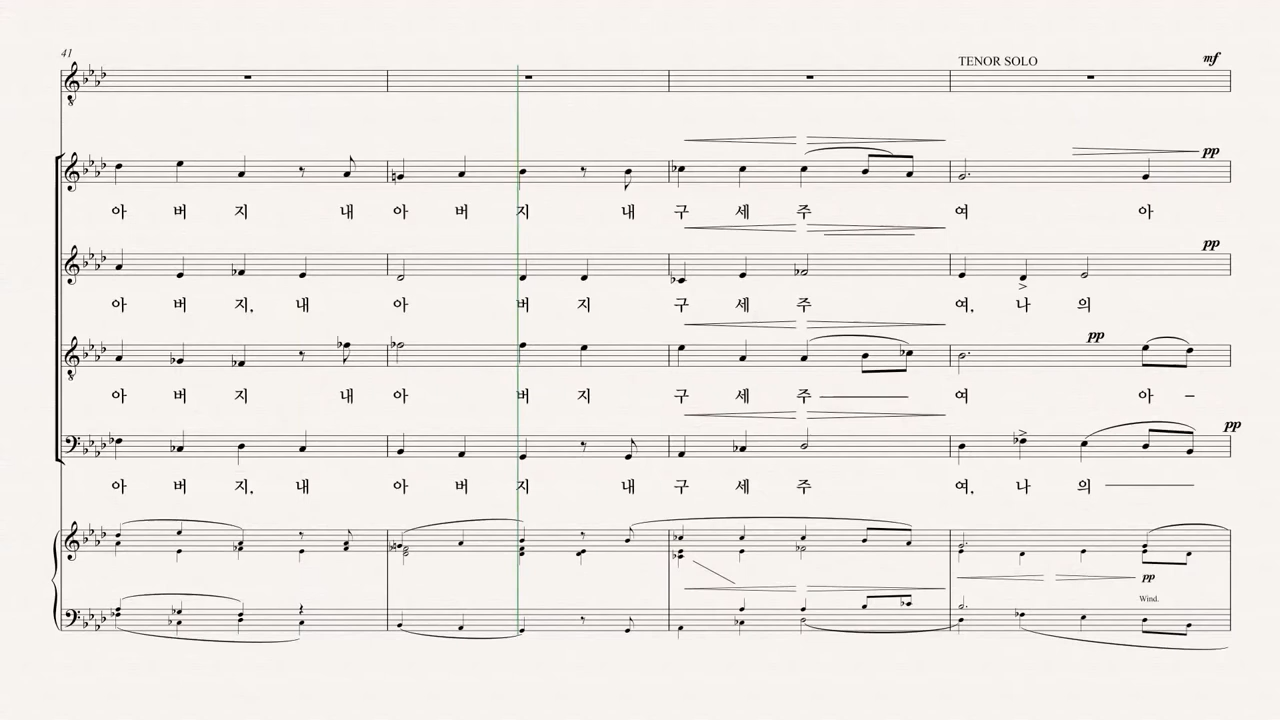 41
TENOR SOLO mf
pp
아 버 지 내 아 버 지 내 구 세 주 여 아
pp
아 버 지, 내 아 버 지 구 세 주 여, 나 의
pp
아 버 지 내 아 버 지 구 세 주 여 아 –
pp
아 버 지, 내 아 버 지 내 구 세 주 여, 나 의
pp
Wind.